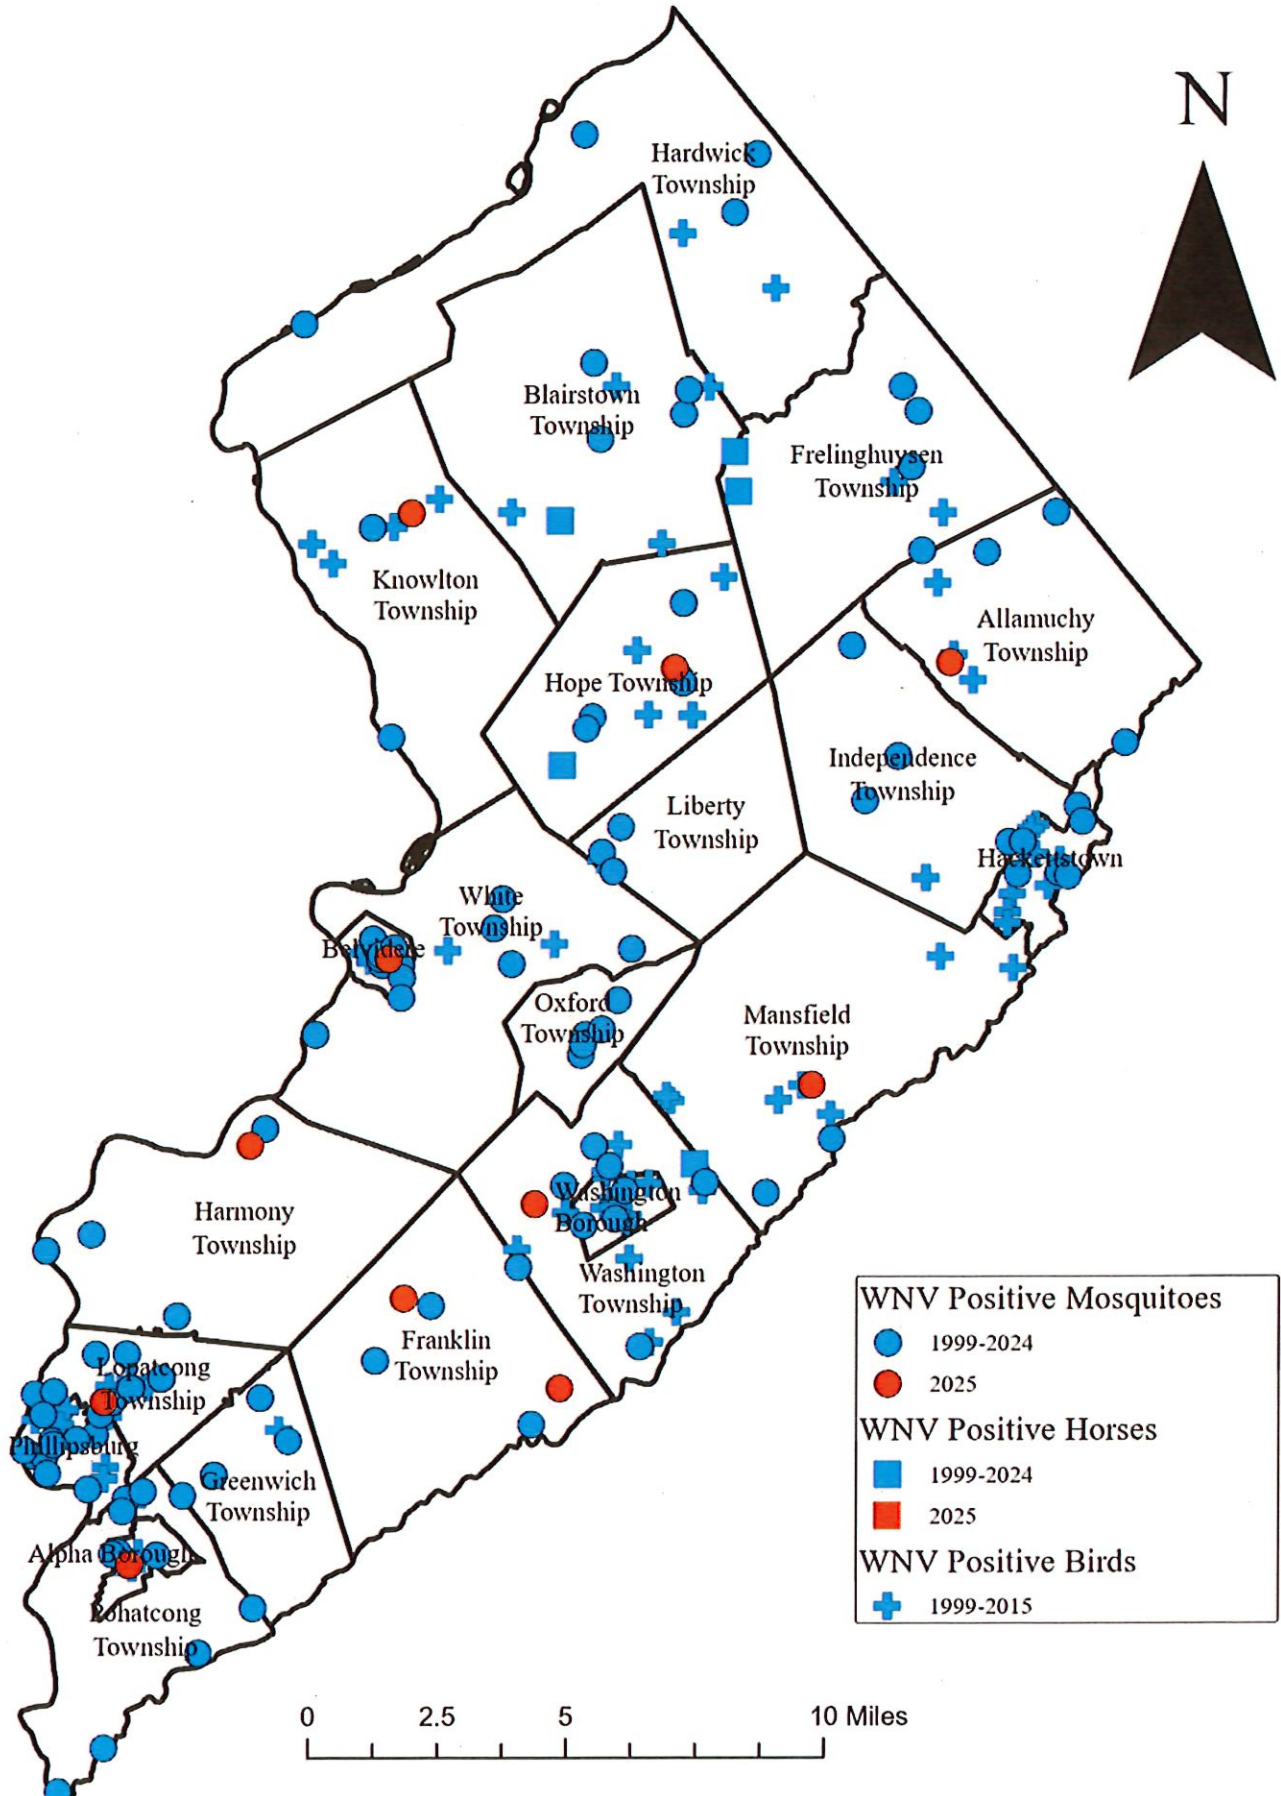 N
Hardwick
Township
Blairstown
Township
Frelinghuysen
Township
Knowlton
Township
Allamuchy
Township
Hope Township
Independence
Township
Liberty
Township
Hackettstown
White
Township
Belvidere
Oxford
Township
Mansfield
Township
Washington
Borough
Harmony
Township
Washington
Township
Franklin
Township
Lopatcong
Township
Phillipsburg
Greenwich
Township
Alpha Borough
Pohatcong
Township
WNV Positive Mosquitoes
1999-2024
2025
WNV Positive Horses
1999-2024
2025
WNV Positive Birds
1999-2015
0 2.5 5 10 Miles